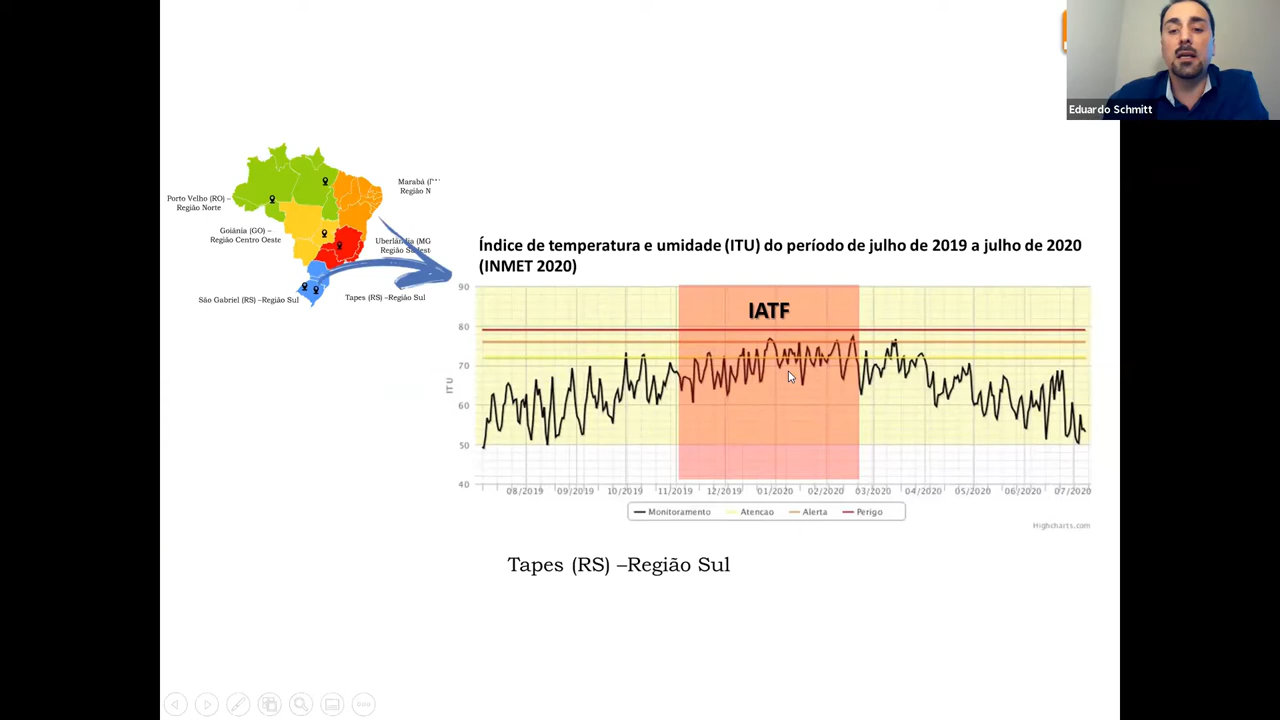 Eduardo Schmitt
Marabá (
Região N
Porto Velho (RO) –
Região Norte
Goiânia (GO) –
Região Centro Oeste
Uberlândia (MG
Região Sudest
São Gabriel (RS) –Região Sul
Tapes (RS) –Região Sul
Índice de temperatura e umidade (ITU) do período de julho de 2019 a julho de 2020
(INMET 2020)
IATF
90
80
70
60
50
40
ITU
08/2019 09/2019 10/2019 11/2019 12/2019 01/2020 02/2020 03/2020 04/2020 05/2020 06/2020 07/2020
Monitoramento Atençao Alerta Perigo
Highcharts.com
Tapes (RS) –Região Sul